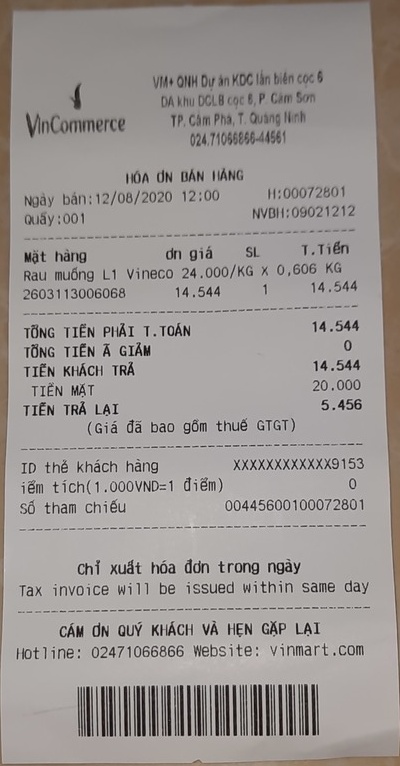 VinCommerce
VM+ QNH Dự án KDC lấn biển cọc 6
DA khu DCLB cọc 6, P. Cẩm Sơn
TP. Cẩm Phả, T. Quảng Ninh
024.71066866-44561
HÓA ƠN BÁN HÀNG
Ngày bán:12/08/2020 12:00 H:00072801
Quầy:001 NVBH:09021212
Mặt hàng ơn giá SL T.Tiền
Rau muống L1 Vineco 24.000/KG X 0,606 KG
2603113006068 14.544 1 14.544
TỔNG TIỀN PHẢI T.TOÁN 14.544
TỔNG TIỀN Ã GIẢM 0
TIỀN KHÁCH TRẢ 14.544
TIỀN MẶT 20.000
TIỀN TRẢ LẠI 5.456
(Giá đã bao gồm thuế GTGT)
ID thẻ khách hàng XXXXXXXXXXXX9153
iểm tích(1.000VND=1 điểm) 0
Số tham chiếu 00445600100072801
Chỉ xuất hóa đơn trong ngày
Tax invoice will be issued within same day
CẢM ƠN QUÝ KHÁCH VÀ HẸN GẶP LẠI
Hotline: 02471066866 Website: vinmart.com